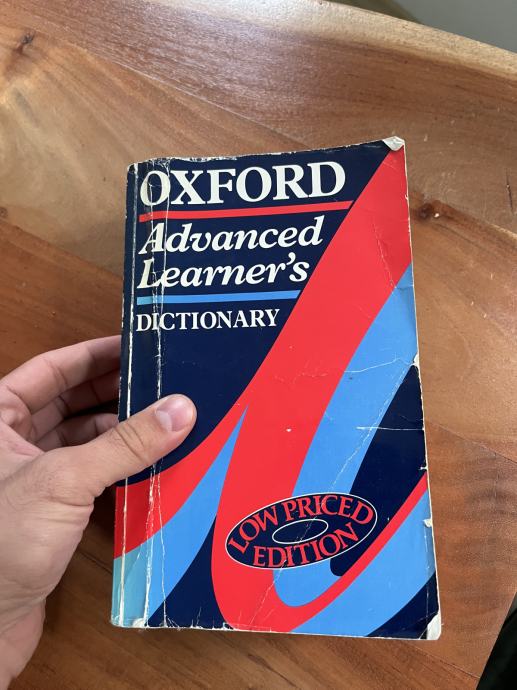 OXFORD
Advanced
Learner's
DICTIONARY
LOW PRICED
EDITION